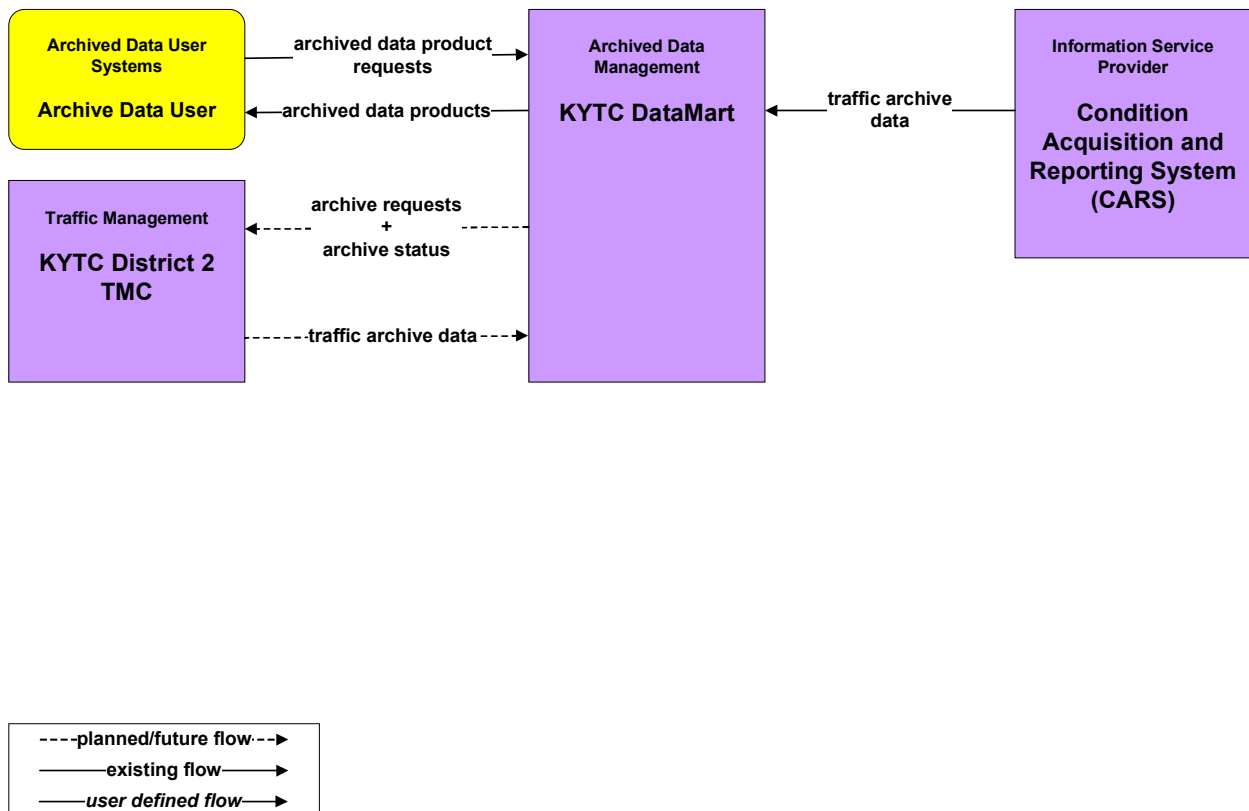 Archived Data User
Systems
Archive Data User
archived data product
requests
archived data products
Archived Data
Management
KYTC DataMart
traffic archive
data
Information Service
Provider
Condition
Acquisition and
Reporting System
(CARS)
Traffic Management
KYTC District 2
TMC
archive requests
+
archive status
traffic archive data
planned/future flow
existing flow
user defined flow